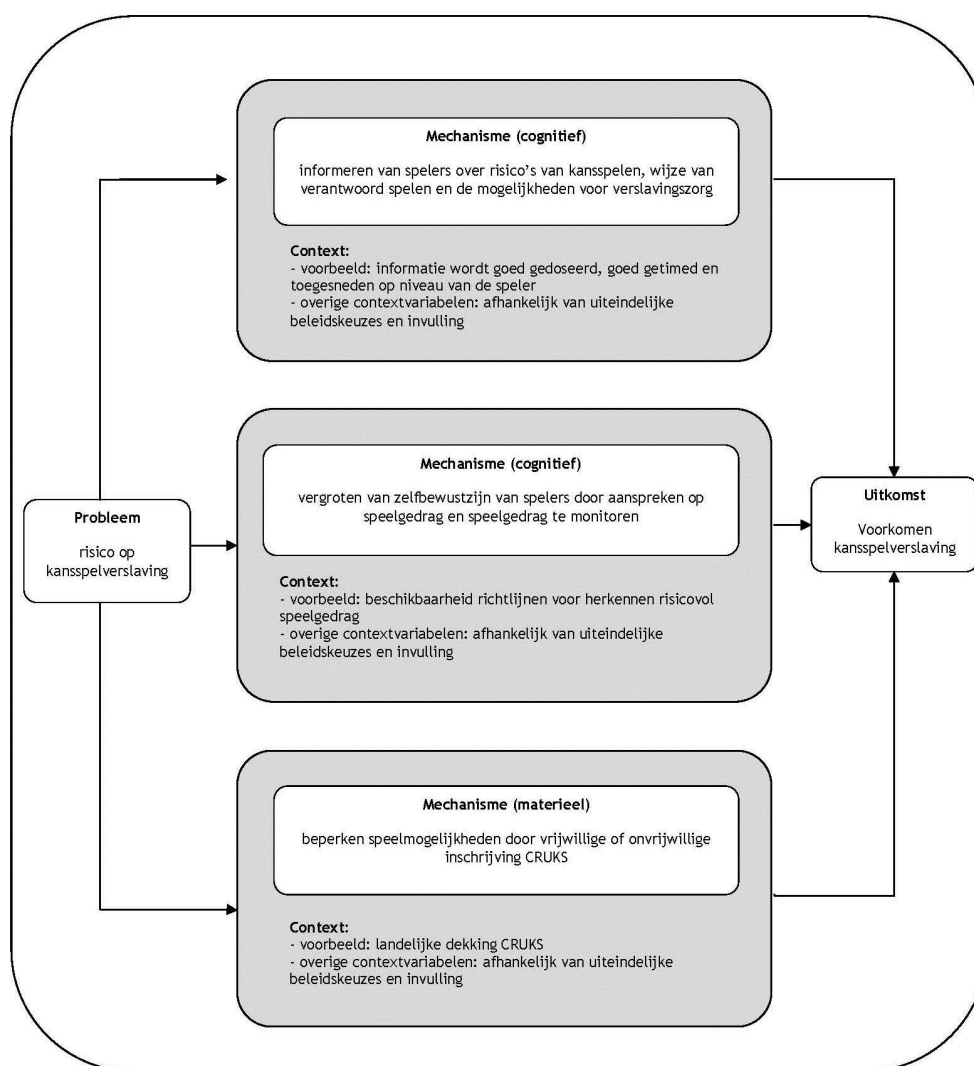 Mechanisme (cognitief)
informeren van spelers over risico's van kansspelen, wijze van
verantwoord spelen en de mogelijkheden voor verslavingszorg
Context:
- voorbeeld: informatie wordt goed gedoseerd, goed getimed en
toegesneden op niveau van de speler
- overige contextvariabelen: afhankelijk van uiteindelijke
beleidskeuzes en invulling
Probleem
risico op
kansspelverslaving
Mechanisme (cognitief)
vergroten van zelfbewustzijn van spelers door aanspreken op
speelgedrag en speelgedrag te monitoren
Context:
- voorbeeld: beschikbaarheid richtlijnen voor herkennen risicovol
speelgedrag
- overige contextvariabelen: afhankelijk van uiteindelijke
beleidskeuzes en invulling
Uitkomst
Voorkomen
kansspelverslaving
Mechanisme (materieel)
beperken speelmogelijkheden door vrijwillige of onvrijwillige
inschrijving CRUKS
Context:
- voorbeeld: landelijke dekking CRUKS
- overige contextvariabelen: afhankelijk van uiteindelijke
beleidskeuzes en invulling